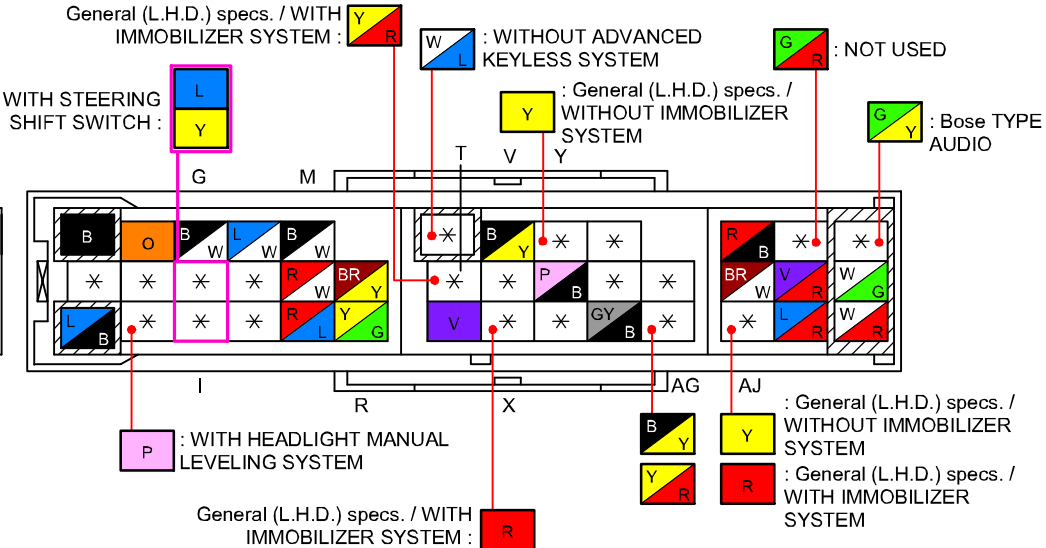 General (L.H.D.) specs. / WITH
IMMOBILIZER SYSTEM :
Y
R
W
L
: WITHOUT ADVANCED
KEYLESS SYSTEM
G
R
: NOT USED
WITH STEERING
SHIFT SWITCH :
L
Y
Y
: General (L.H.D.) specs. /
WITHOUT IMMOBILIZER
SYSTEM
G
Y
: Bose TYPE
AUDIO
G M T V Y
B O B W L W B W * B Y * * R B * *
* * * * R W BR Y * * P B * BR W V R W G
L B * * * R L Y G V * * GY B * * L R W R
I R X AG AJ
P
: WITH HEADLIGHT MANUAL
LEVELING SYSTEM
B
Y
Y
R
Y
: General (L.H.D.) specs. /
WITHOUT IMMOBILIZER
SYSTEM
R
: General (L.H.D.) specs. /
WITH IMMOBILIZER
SYSTEM
General (L.H.D.) specs. / WITH
IMMOBILIZER SYSTEM :
R